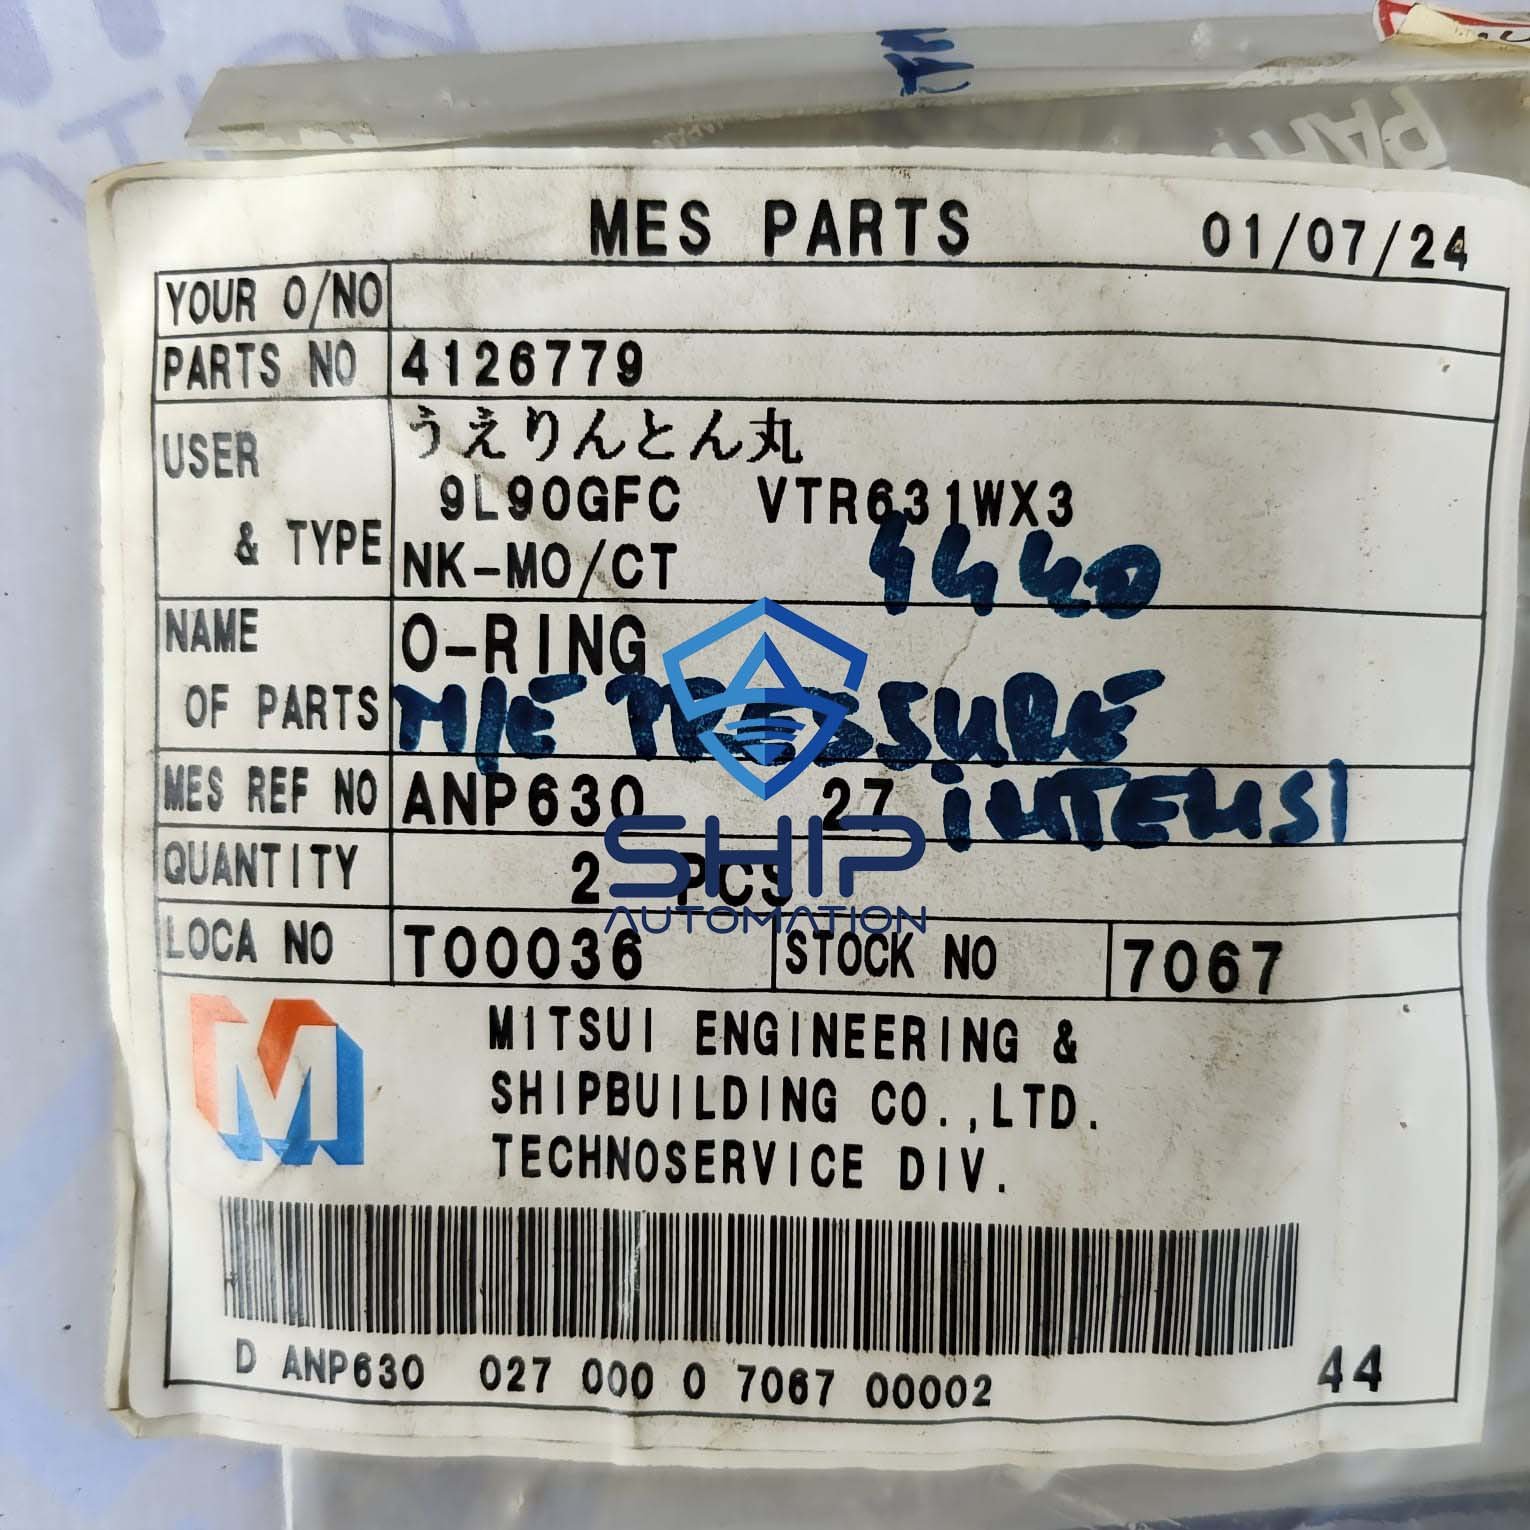 MES PARTS 01/07/24
YOUR O/NO
PARTS NO 4126779
USER うえりんとん丸
9L90GFC VTR631WX3
& TYPE NK-MO/CT 4440
NAME O-RING
OF PARTS M/E PRESSURE
MES REF NO ANP630 27 iNTENSI
QUANTITY 2 PCS
SHIP
AUTOMATION
LOCA NO T00036 STOCK NO 7067
MITSUI ENGINEERING &
SHIPBUILDING CO.,LTD.
TECHNOSERVICE DIV.
D ANP630 027 000 0 7067 00002 44